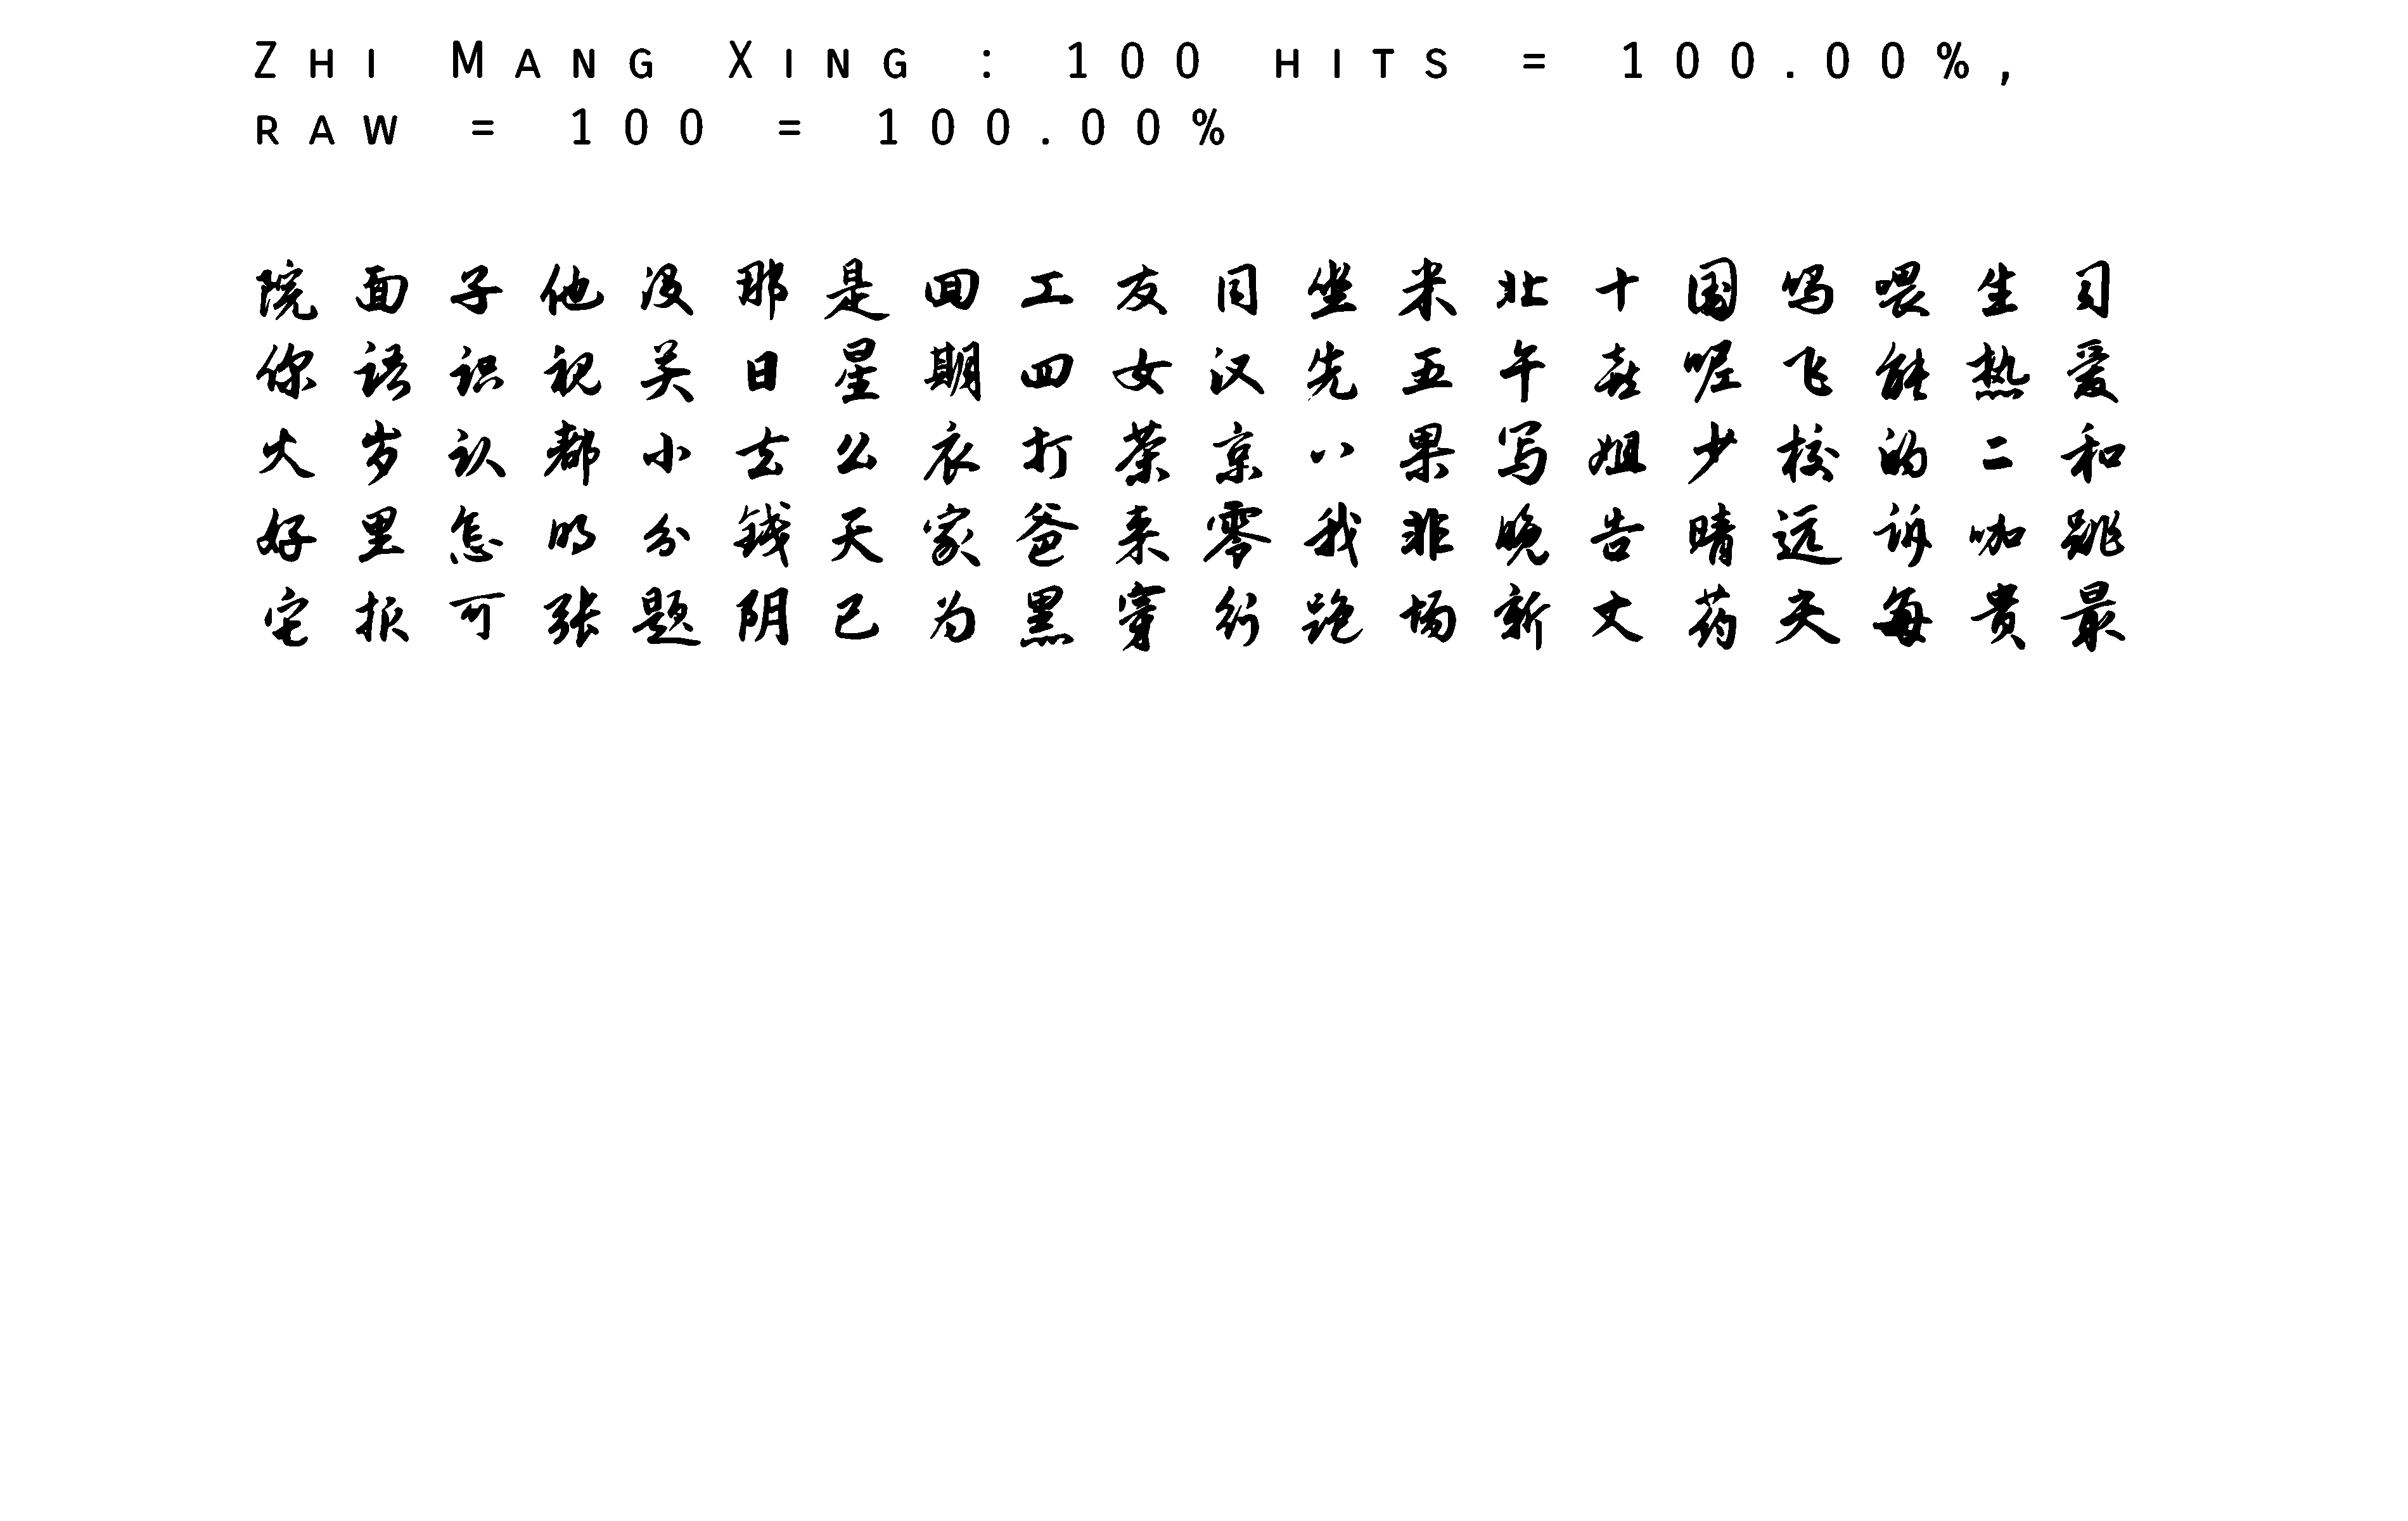 Zhi Mang Xing : 100 hits = 100.00%,
raw = 100 = 100.00%
院 面 子 他 没 那 是 回 工 友 同 坐 米 北 十 国 吗 喂 生 习
你 语 识 视 关 日 星 期 四 女 汉 先 五 午 喜 喔 飞 能 热 爱
大 岁 认 都 小 去 么 衣 打 茶 京 八 果 写 姐 少 校 的 二 和
好 里 怎 明 分 钱 天 家 爸 来 零 我 非 晚 告 晴 远 诉 咖 跳
它 报 可 张 题 阴 已 为 黑 穿 行 跑 场 新 丈 药 夫 每 贵 最